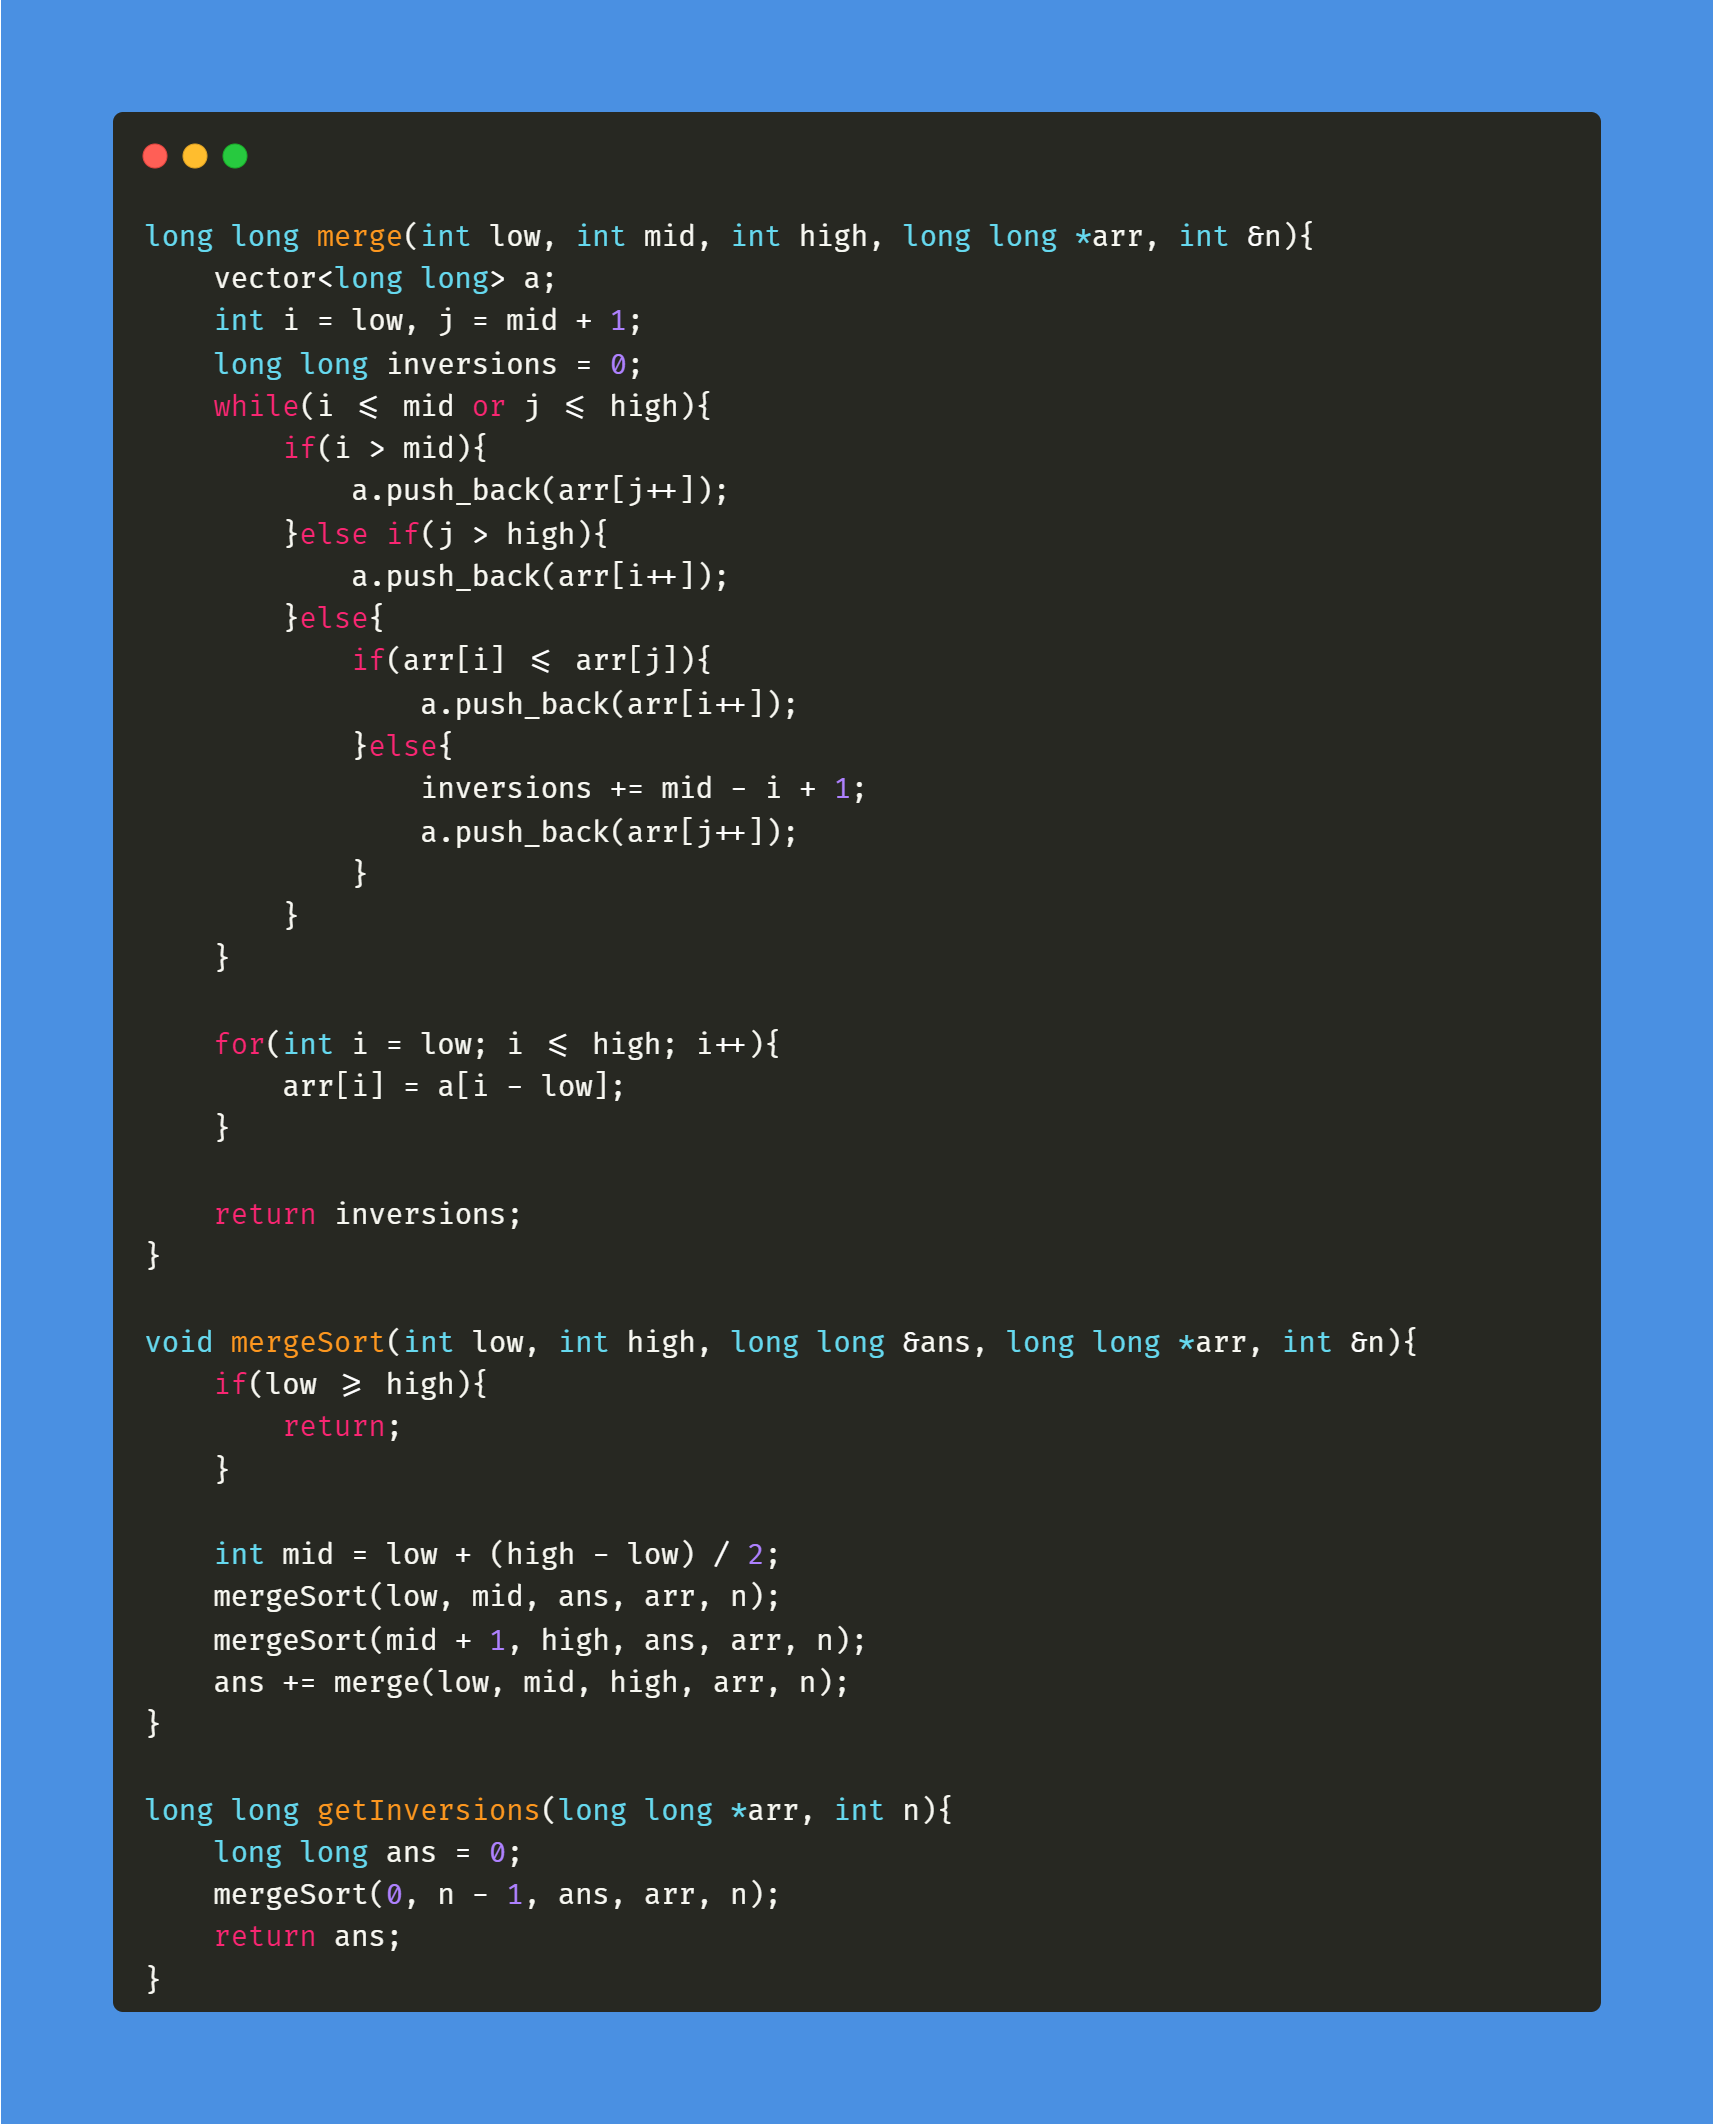 long long merge(int low, int mid, int high, long long *arr, int &n){
    vector<long long> a;
    int i = low, j = mid + 1;
    long long inversions = 0;
    while(i <= mid or j <= high){
        if(i > mid){
            a.push_back(arr[j++]);
        }else if(j > high){
            a.push_back(arr[i++]);
        }else{
            if(arr[i] <= arr[j]){
                a.push_back(arr[i++]);
            }else{
                inversions += mid - i + 1;
                a.push_back(arr[j++]);
            }
        }
    }

    for(int i = low; i <= high; i++){
        arr[i] = a[i - low];
    }

    return inversions;
}

void mergeSort(int low, int high, long long &ans, long long *arr, int &n){
    if(low >= high){
        return;
    }

    int mid = low + (high - low) / 2;
    mergeSort(low, mid, ans, arr, n);
    mergeSort(mid + 1, high, ans, arr, n);
    ans += merge(low, mid, high, arr, n);
}

long long getInversions(long long *arr, int n){
    long long ans = 0;
    mergeSort(0, n - 1, ans, arr, n);
    return ans;
}